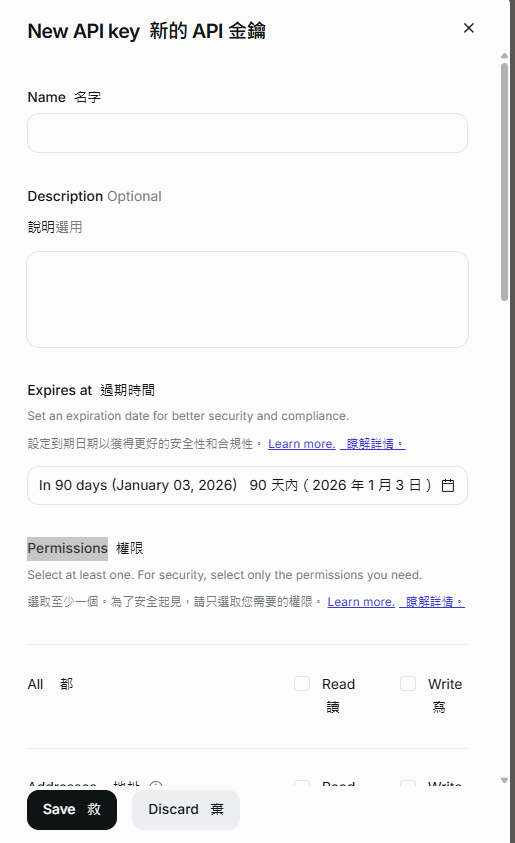 New API key 新的 API 金鑰
Name 名字
Description Optional
說明選用
Expires at 過期時間
Set an expiration date for better security and compliance.
設定到期日期以獲得更好的安全性和合規性。 Learn more. 瞭解詳情。
In 90 days (January 03, 2026) 90 天內（2026 年 1 月 3 日）
Permissions 權限
Select at least one. For security, select only the permissions you need.
選取至少一個。為了安全起見，請只選取您需要的權限。 Learn more. 瞭解詳情。
All 都 Read Write
讀 寫
Addresses 地址 Read Write
Save 救 Discard 棄